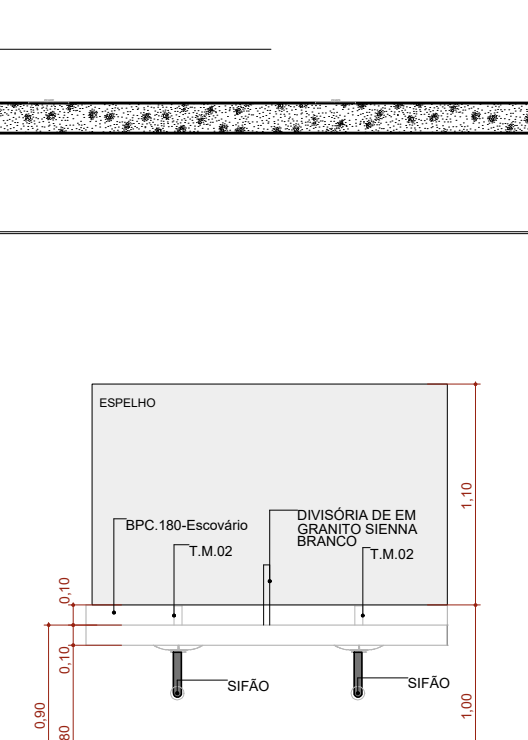 ESPELHO
1,10
DIVISÓRIA DE EM
GRANITO SIENNA
BRANCO
BPC.180-Escovário
T.M.02
T.M.02
0,10
0,10
SIFÃO
SIFÃO
0,90
1,00
80